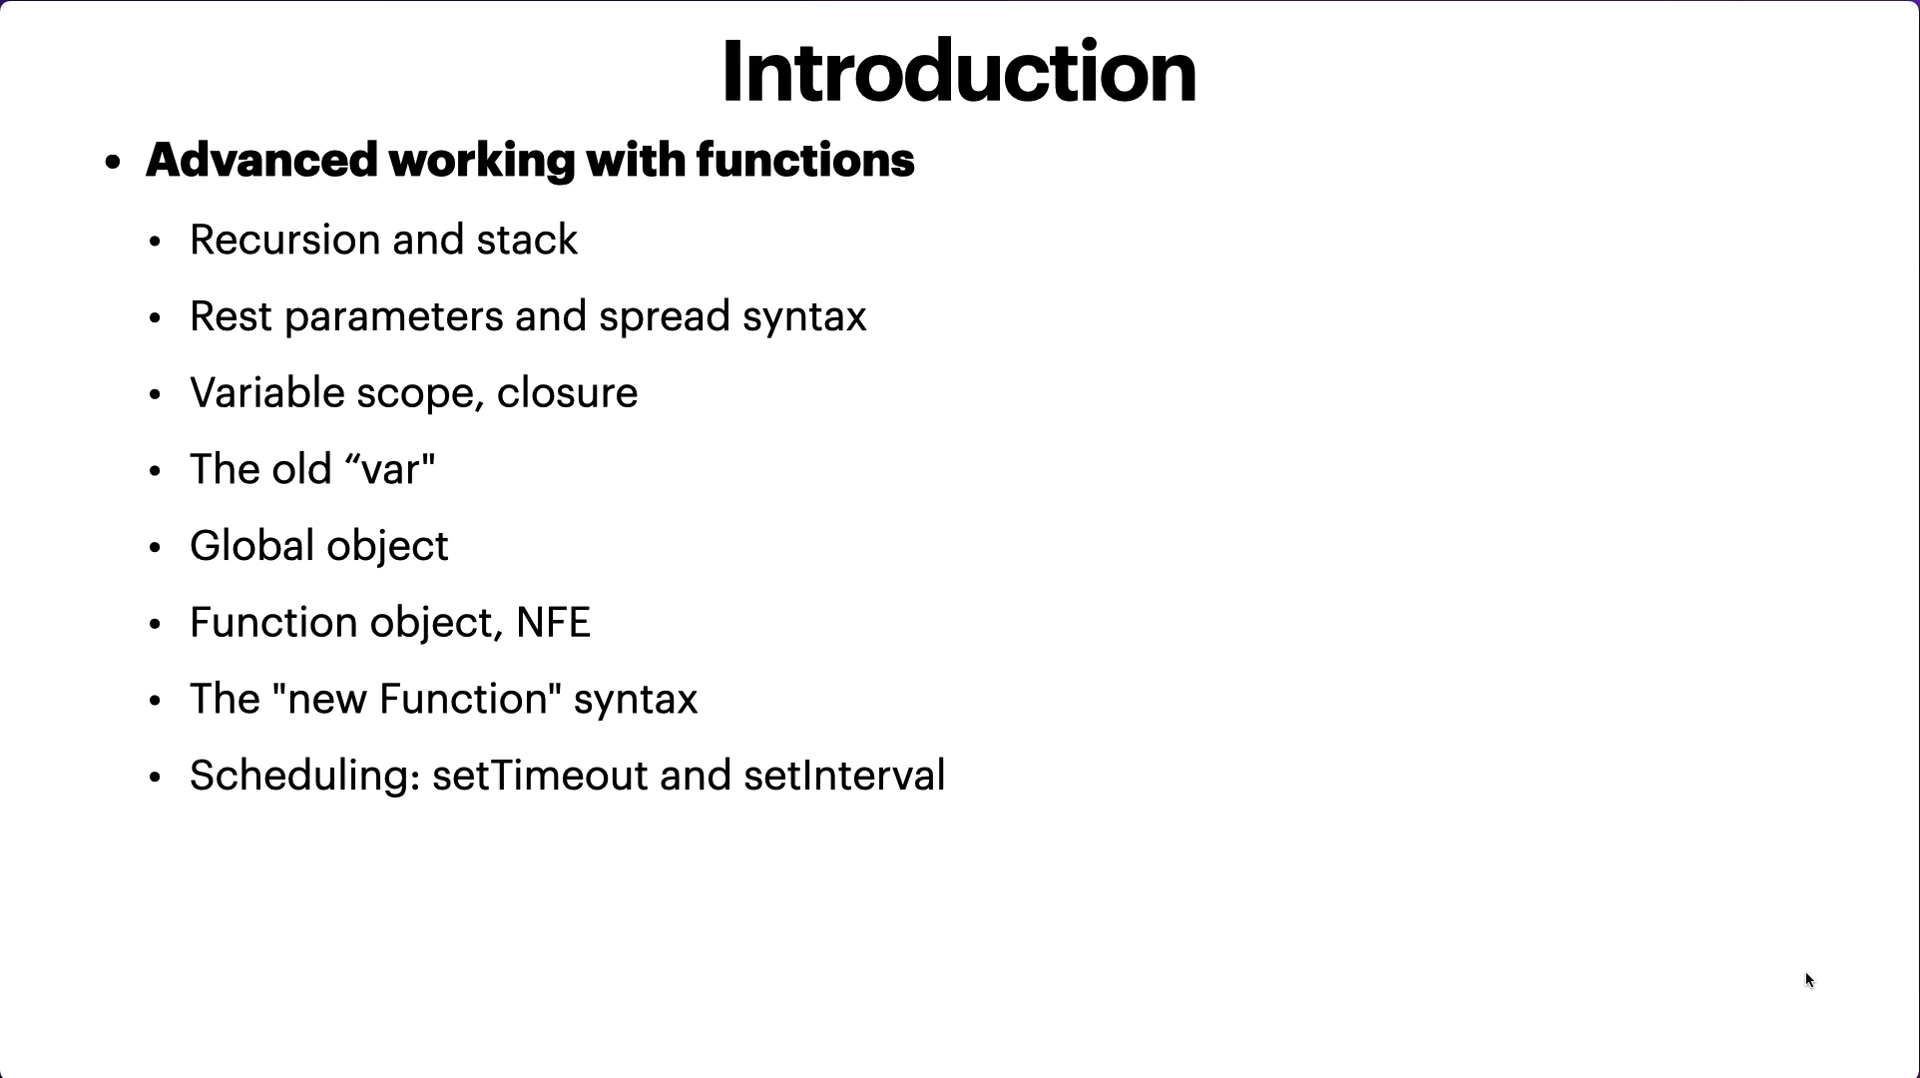 Introduction
• Advanced working with functions
• Recursion and stack
• Rest parameters and spread syntax
• Variable scope, closure
• The old “var"
• Global object
• Function object, NFE
• The "new Function" syntax
• Scheduling: setTimeout and setInterval